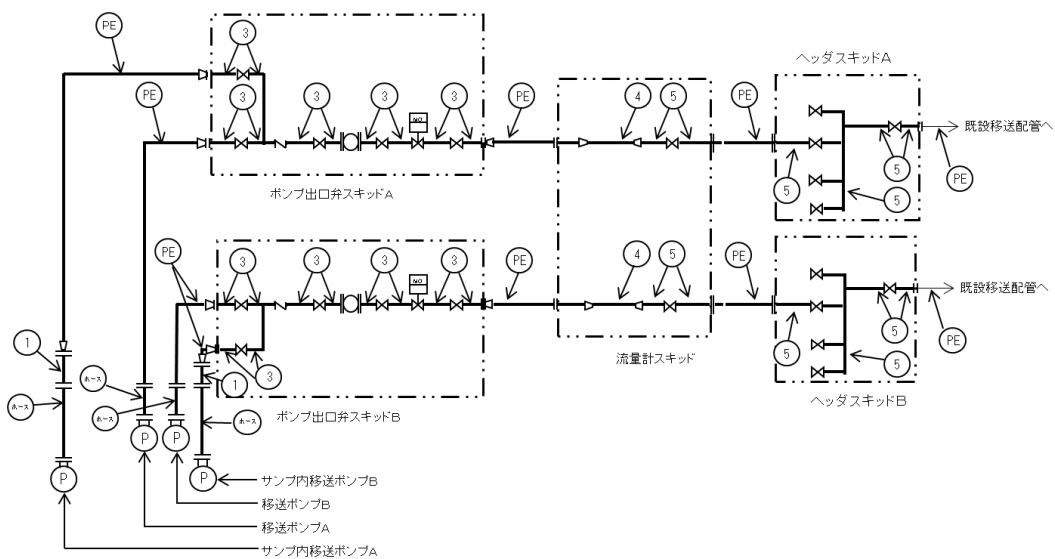 PE
3
ヘッダスキッドA
PE
3
3
3
3
PE
4
5
PE
MO
既設移送配管へ
5
PE
5
5
ポンプ出口弁スキッドA
PE
3
3
3
3
PE
4
5
PE
MO
既設移送配管へ
5
PE
1
流量計スキッド
5
5
ホース
1
3
ヘッダスキッドB
ホース
ホース
ポンプ出口弁スキッドB
ホース
P
P
P
P
サンプ内移送ポンプB
移送ポンプB
移送ポンプA
サンプ内移送ポンプA